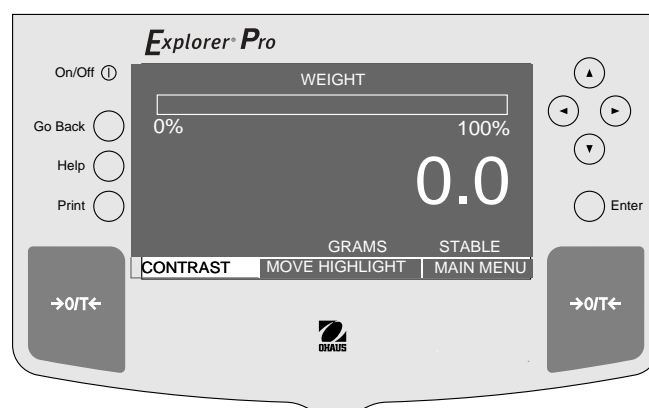 Explorer® Pro
On/Off
WEIGHT
Go Back
0% 100%
Help
0.0
Print
Enter
GRAMS STABLE
CONTRAST MOVE HIGHLIGHT MAIN MENU
→0/T← →0/T←
OHAUS